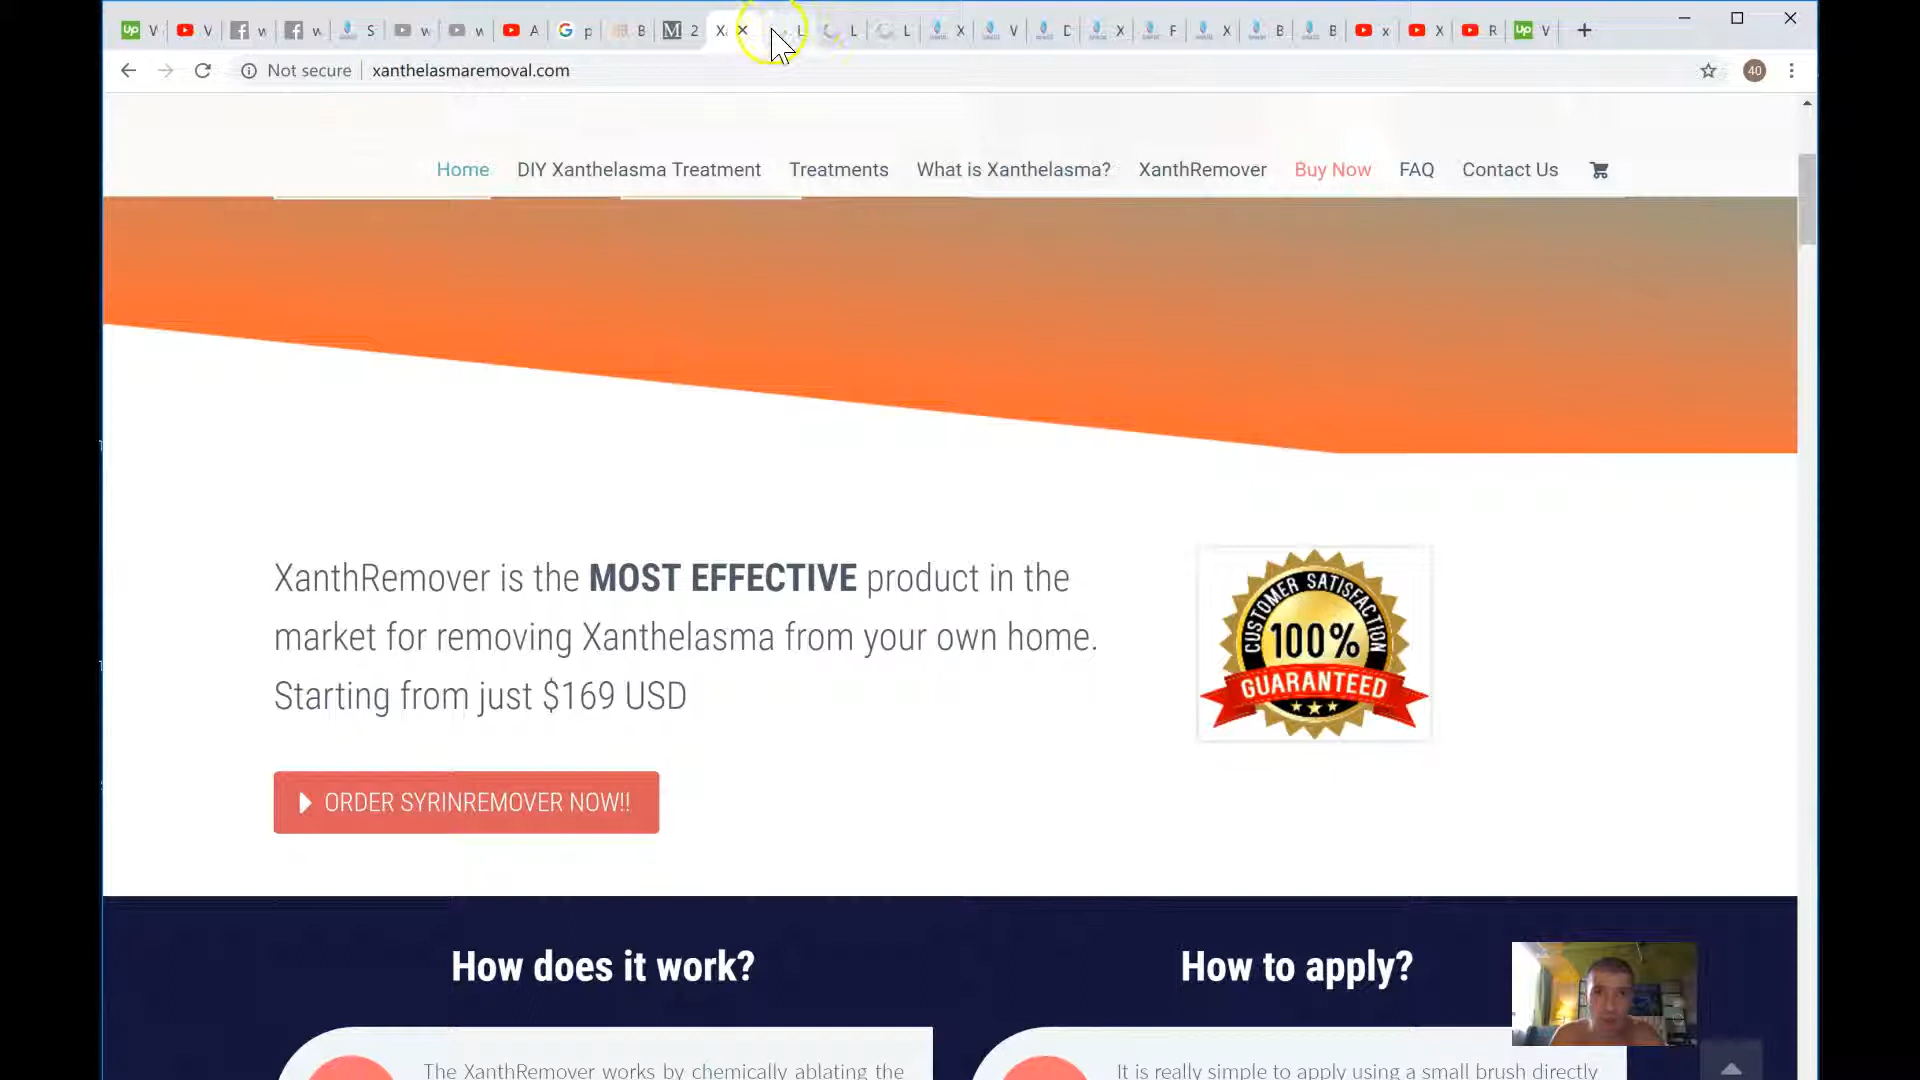 V V w w S w w A p B M 2 X L L L X V D X F X B B x X R V
Not secure xanthelasmaremoval.com 40
Home DIY Xanthelasma Treatment Treatments What is Xanthelasma? XanthRemover Buy Now FAQ Contact Us
XanthRemover is the MOST EFFECTIVE product in the
market for removing Xanthelasma from your own home.
Starting from just $169 USD
CUSTOMER SATISFACTION
100%
GUARANTEED
ORDER SYRINREMOVER NOW!!
How does it work?
How to apply?
The XanthRemover works by chemically ablating the
It is really simple to apply using a small brush directly